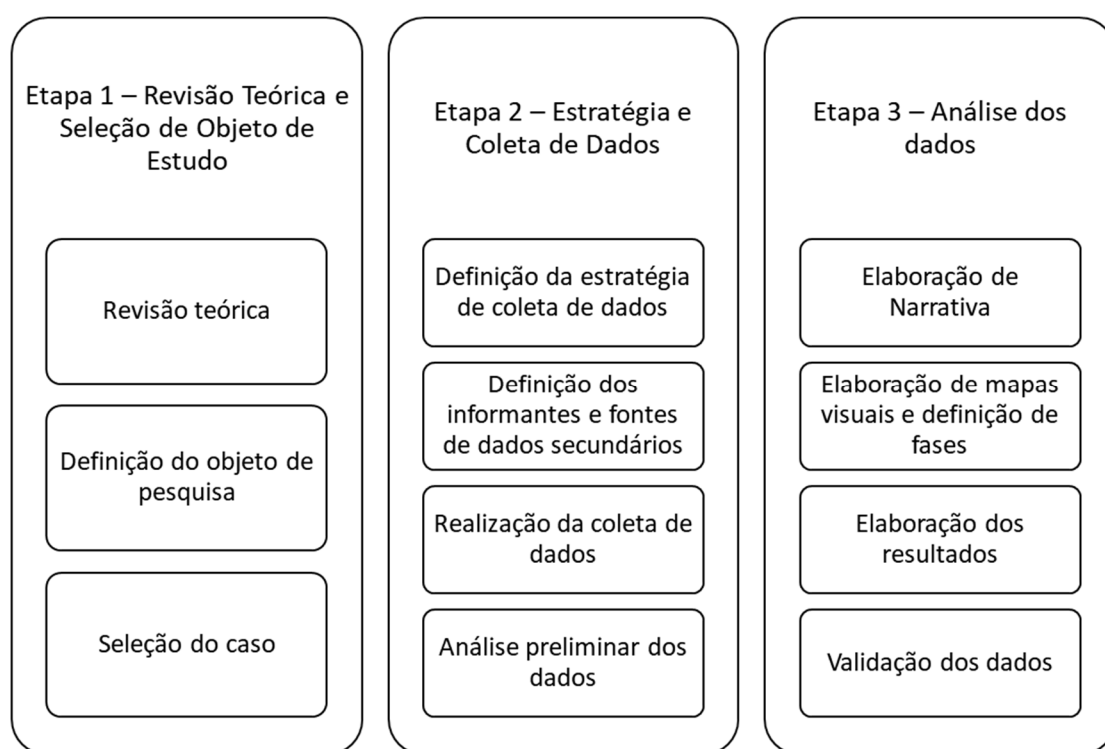 Etapa 1 – Revisão Teórica e
Seleção de Objeto de
Estudo
Revisão teórica
Definição do objeto de
pesquisa
Seleção do caso
Etapa 2 – Estratégia e
Coleta de Dados
Definição da estratégia
de coleta de dados
Definição dos
informantes e fontes
de dados secundários
Realização da coleta de
dados
Análise preliminar dos
dados
Etapa 3 – Análise dos
dados
Elaboração de
Narrativa
Elaboração de mapas
visuais e definição de
fases
Elaboração dos
resultados
Validação dos dados